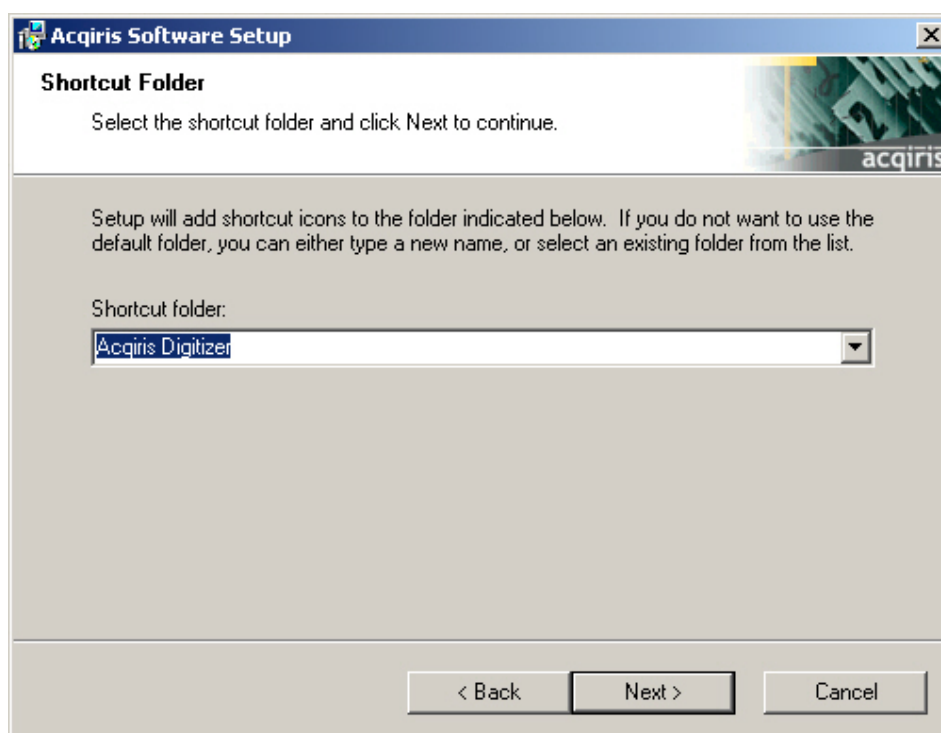 Acqiris Software Setup
Shortcut Folder
Select the shortcut folder and click Next to continue.
acqiris
Setup will add shortcut icons to the folder indicated below.  If you do not want to use the
default folder, you can either type a new name, or select an existing folder from the list.
Shortcut folder:
Acqiris Digitizer
< Back
Next >
Cancel